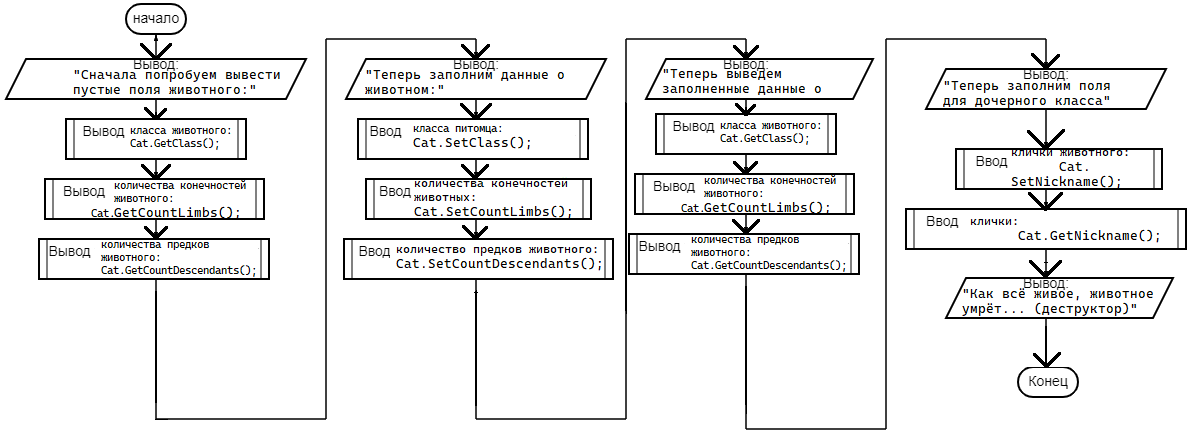 начало
Вывод:
"Сначала попробуем вывести
пустые поля животного:"
Вывод класса животного:
Cat.GetClass();
Вывод количества конечностей
животного:
Cat.GetCountLimbs();
Вывод количества предков
животного:
Cat.GetCountDescendants();
Вывод:
"Теперь заполним данные о
животном:"
Ввод класса питомца:
Cat.SetClass();
Ввод количества конечностей
животных:
Cat.SetCountLimbs();
Ввод количество предков животного:
Cat.SetCountDescendants();
Вывод:
"Теперь выведем
заполненные данные о
Вывод класса животного:
Cat.GetClass();
Вывод количества конечностей
животного:
Cat.GetCountLimbs();
Вывод количества предков
животного:
Cat.GetCountDescendants();
Вывод:
"Теперь заполним поля
для дочерного класса"
Ввод клички животного:
Cat.
SetNickname();
Ввод клички:
Cat.GetNickname();
Вывод:
"Как всё живое, животное
умрёт... (деструктор)"
Конец